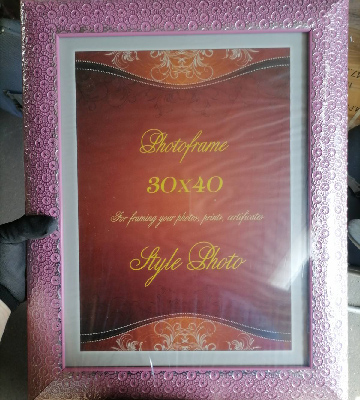 Photoframe
30x40
For framing your photos, prints, certificates
Style Photo